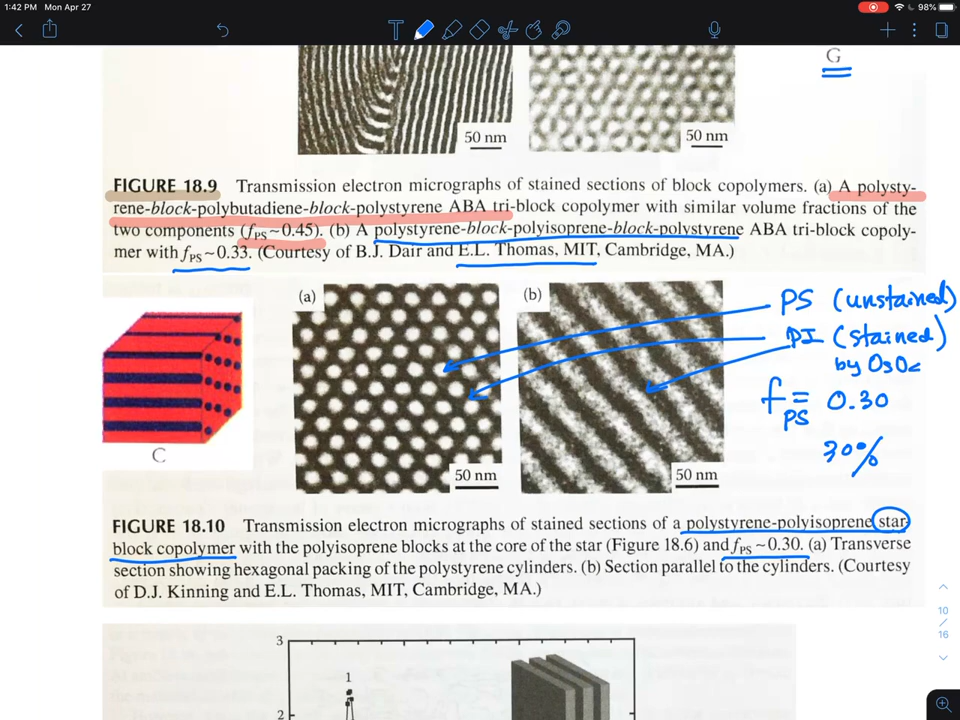 1:42 PM Mon Apr 27
98%
T
G
50 nm
50 nm
FIGURE 18.9 Transmission electron micrographs of stained sections of block copolymers. (a) A polysty-
rene-block-polybutadiene-block-polystyrene ABA tri-block copolymer with similar volume fractions of the
two components (fPS~0.45). (b) A polystyrene-block-polyisoprene-block-polystyrene ABA tri-block copoly-
mer with fPS~0.33. (Courtesy of B.J. Dair and E.L. Thomas, MIT, Cambridge, MA.)
(a)
(b)
PS (unstained)
PI (stained)
by OsO4
f PS = 0.30
30%
C
50 nm
50 nm
FIGURE 18.10 Transmission electron micrographs of stained sections of a polystyrene-polyisoprene star-
block copolymer with the polyisoprene blocks at the core of the star (Figure 18.6) and fPS ~0.30. (a) Transverse
section showing hexagonal packing of the polystyrene cylinders. (b) Section parallel to the cylinders. (Courtesy
of D.J. Kinning and E.L. Thomas, MIT, Cambridge, MA.)
10
/
16
3
1
2